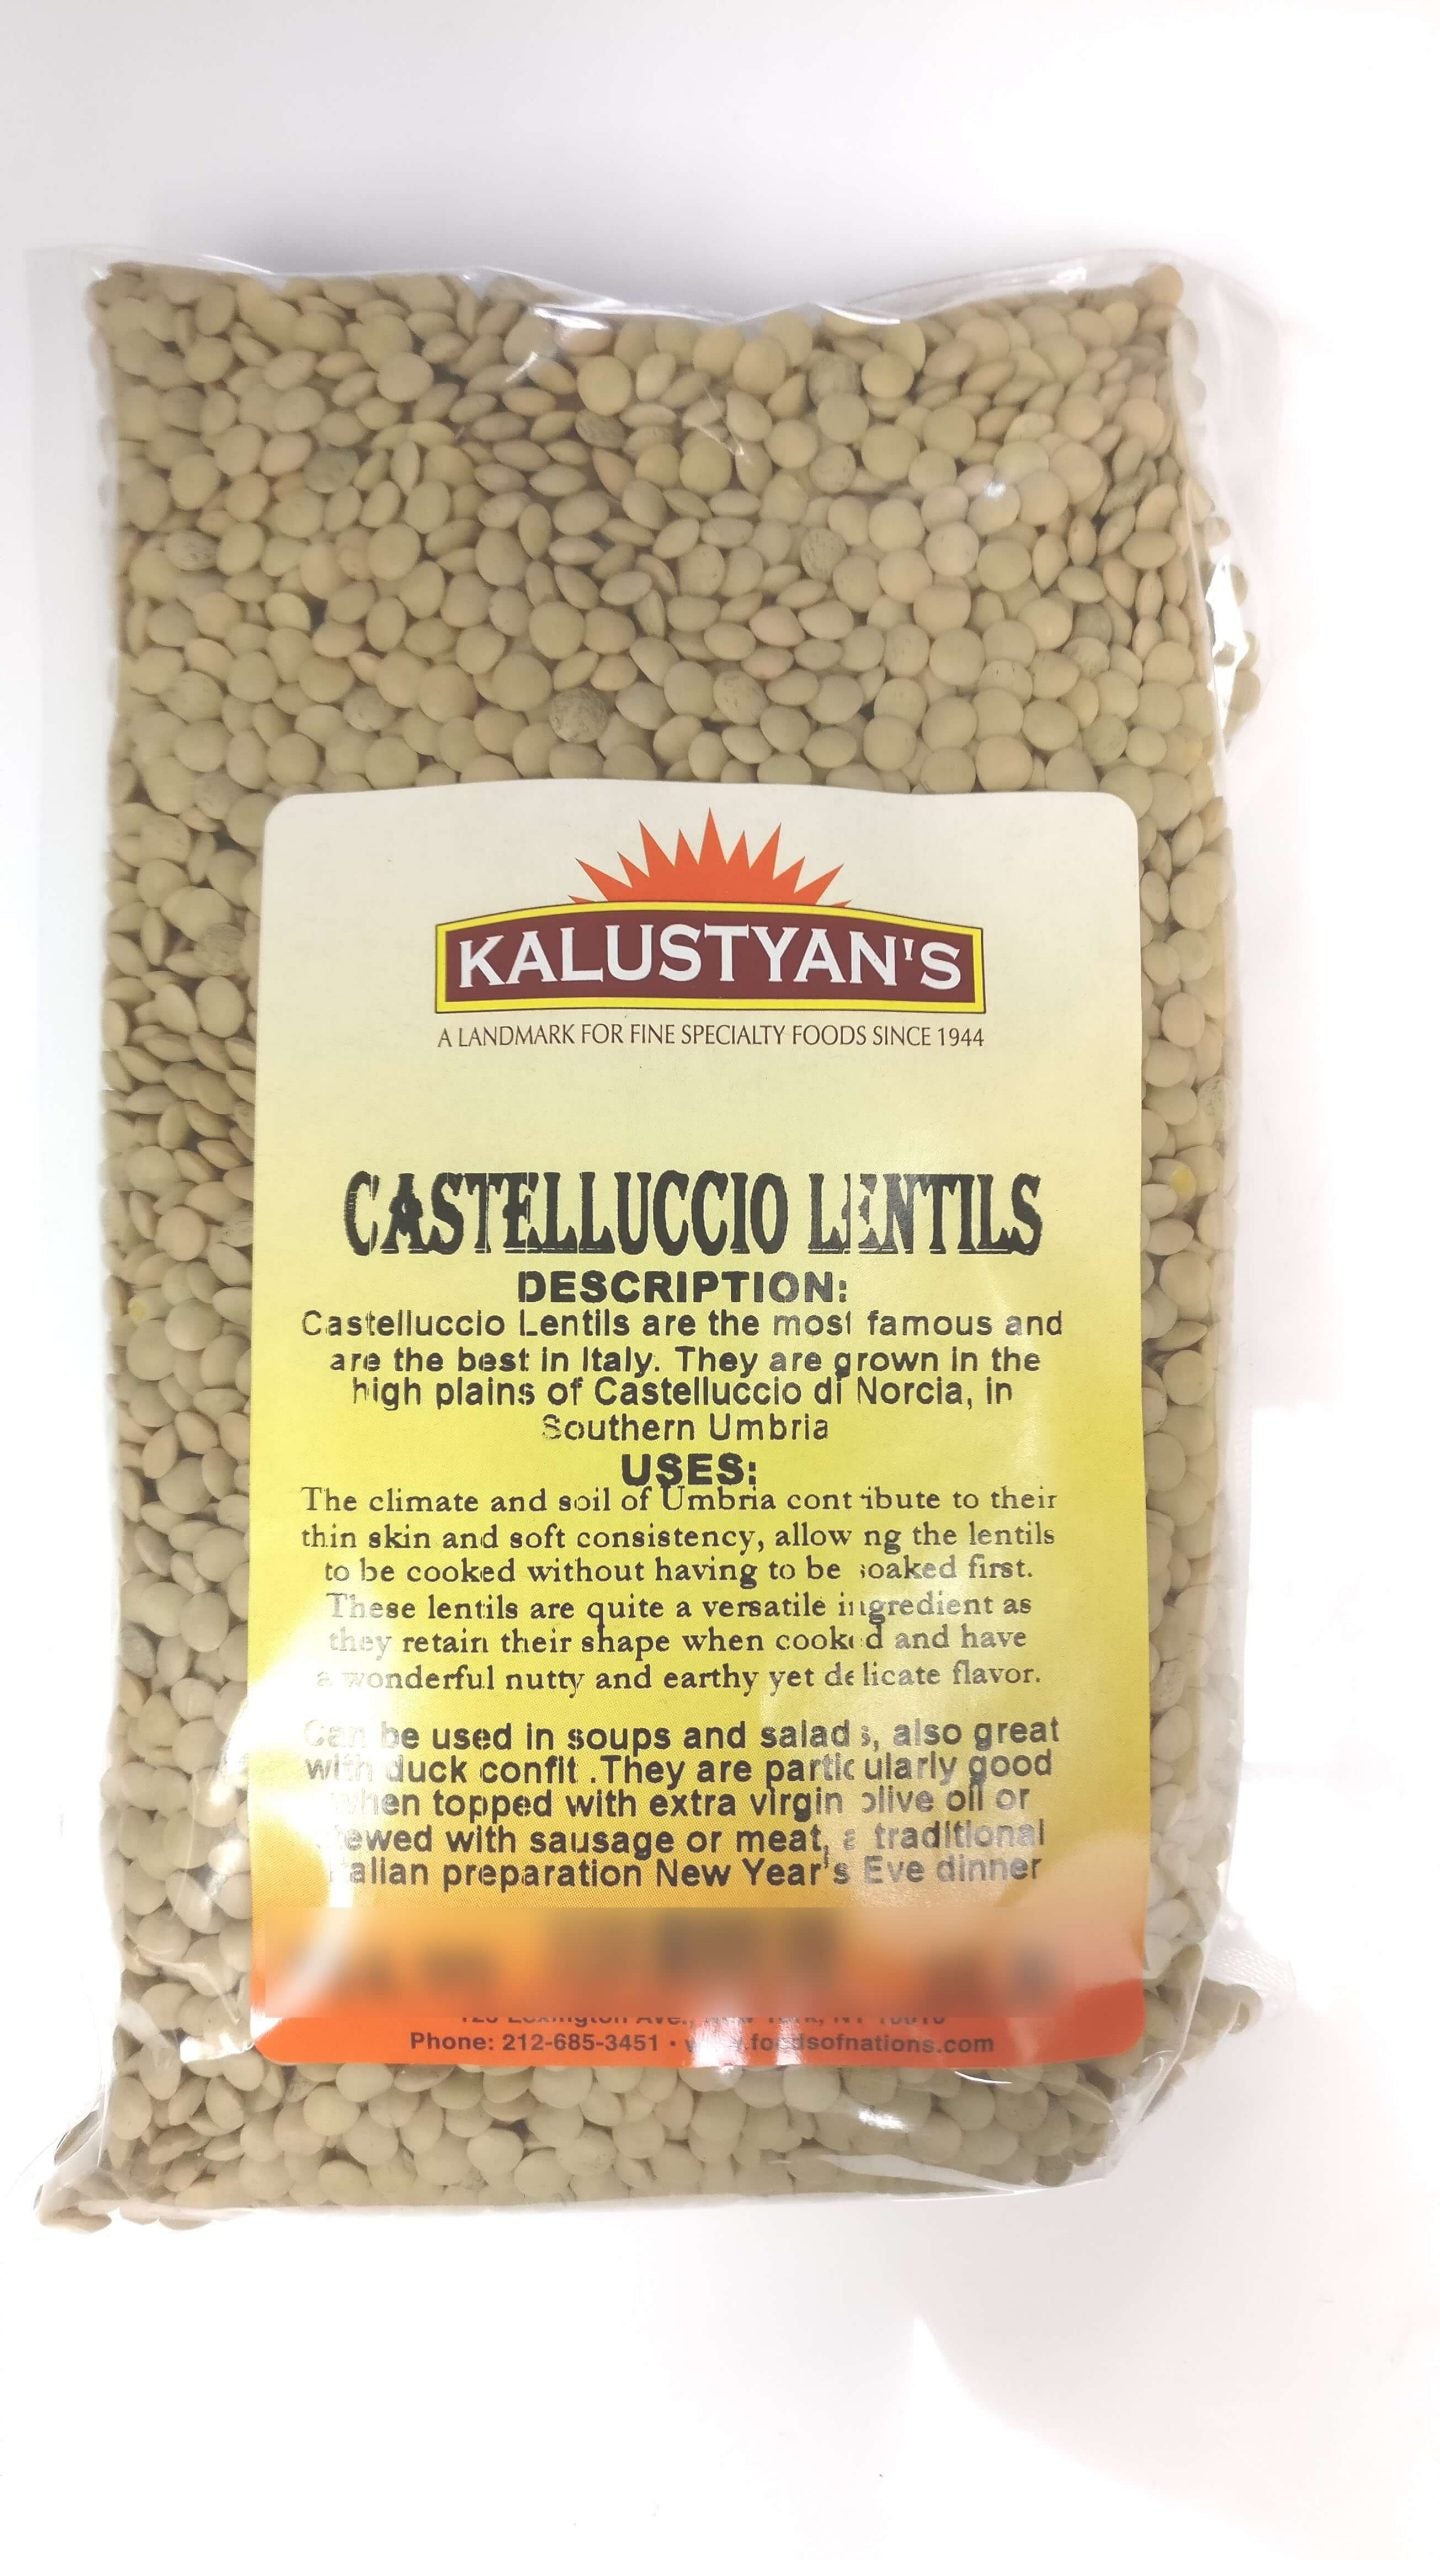 KALUSTYAN'S
A LANDMARK FOR FINE SPECIALTY FOODS SINCE 1944
CASTELLUCCIO LENTILS
DESCRIPTION:
Castelluccio Lentils are the most famous and
are the best in Italy. They are grown in the
high plains of Castelluccio di Norcia, in
Southern Umbria
USES:
The climate and soil of Umbria contribute to their
thin skin and soft consistency, allowing the lentils
to be cooked without having to be soaked first.
These lentils are quite a versatile ingredient as
they retain their shape when cooked and have
a wonderful nutty and earthy yet delicate flavor.
Can be used in soups and salads, also great
with duck confit .They are particularly good
when topped with extra virgin olive oil or
with sausage or meat, a traditional
preparation New Year's Eve dinner
Phone: 212-685-3451 •